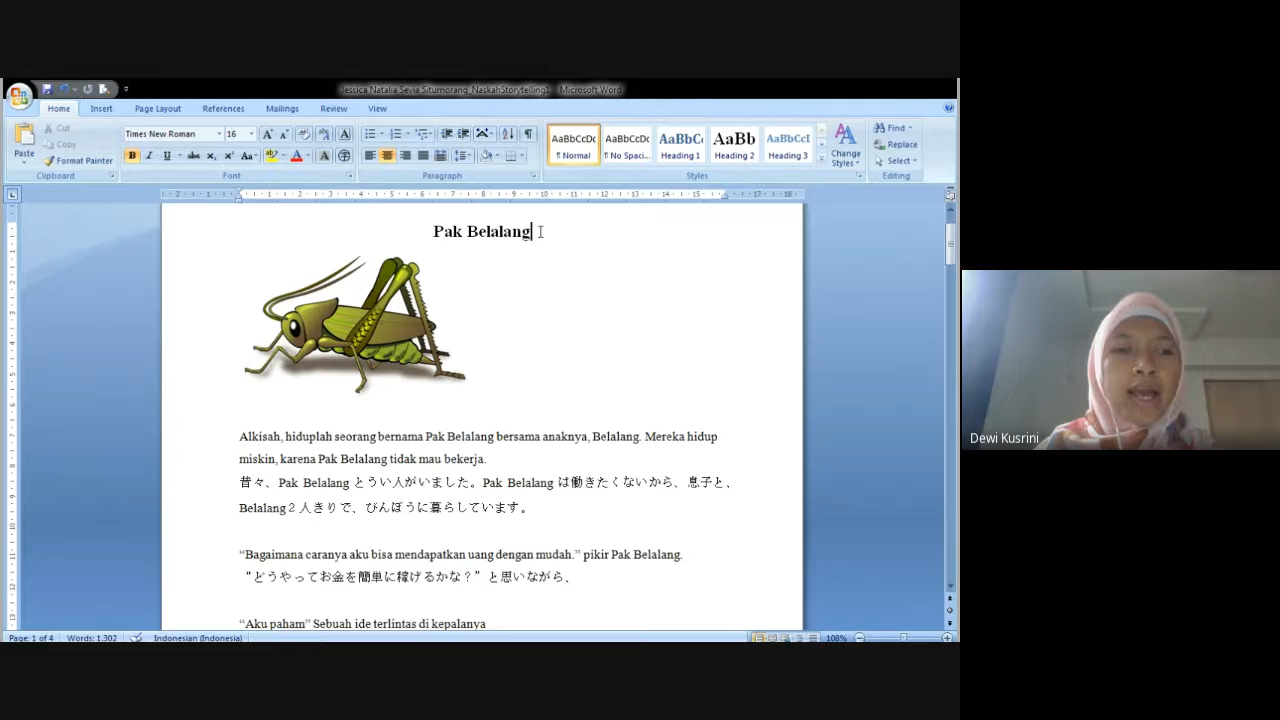 Jessica Natalia Sevia Situmorang_NaskahStorytelling1 - Microsoft Word
Home Insert Page Layout References Mailings Review View
Paste
Cut
Copy
Format Painter
Clipboard
Times New Roman 16
Font
Paragraph
AaBbCcDc AaBbCcDc AaBbC AaBb AaBbCcI
¶ Normal ¶ No Spaci... Heading 1 Heading 2 Heading 3
Change Styles
Styles
Find
Replace
Select
Editing
Pak Belalang
Alkisah, hiduplah seorang bernama Pak Belalang bersama anaknya, Belalang. Mereka hidup
miskin, karena Pak Belalang tidak mau bekerja.
昔々、Pak Belalang とうい人がいました。Pak Belalang は働きたくないから、息子と、
Belalang２人きりで、びんぼうに暮らしています。
“Bagaimana caranya aku bisa mendapatkan uang dengan mudah.” pikir Pak Belalang.
“どうやってお金を簡単に稼げるかな？”と思いながら、
“Aku paham” Sebuah ide terlintas di kepalanya
Page: 1 of 4 Words: 1.302 Indonesian (Indonesia) 108%
Dewi Kusrini